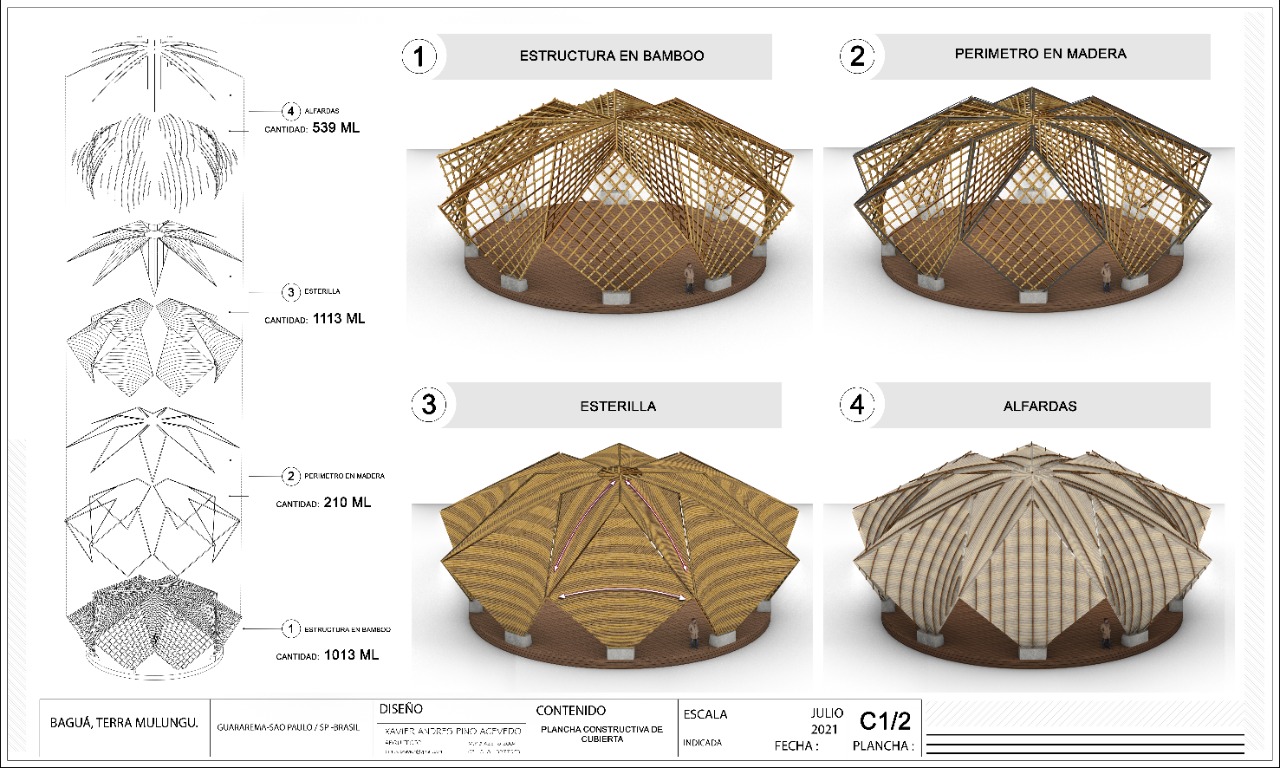 4 ALFARDAS
CANTIDAD: 539 ML
3 ESTERILLA
CANTIDAD: 1113 ML
2 PERIMETRO EN MADERA
CANTIDAD: 210 ML
1 ESTRUCTURA EN BAMBOO
CANTIDAD: 1013 ML
1 ESTRUCTURA EN BAMBOO
2 PERIMETRO EN MADERA
3 ESTERILLA
4 ALFARDAS
BAGUÁ, TERRA MULUNGU.
GUARAREMA-SAO PAULO / SP -BRASIL
DISEÑO
XAVIER ANDRES PINO ACEVEDO
CONTENIDO
PLANCHA CONSTRUCTIVA DE
CUBIERTA
ESCALA
INDICADA
JULIO
2021
FECHA :
C1/2
PLANCHA :